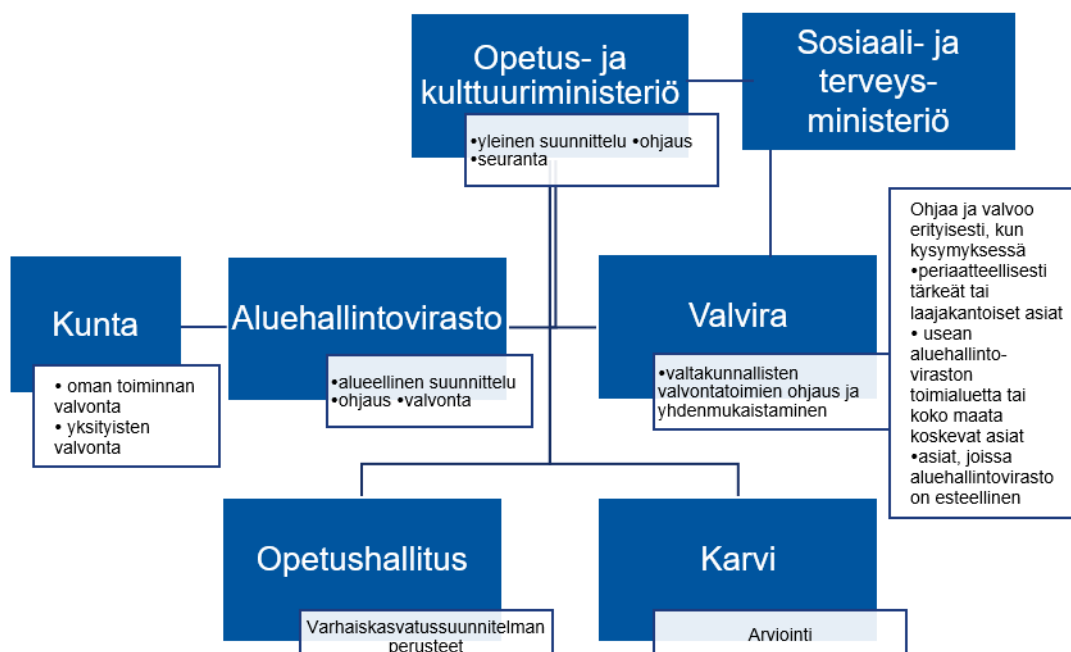 Opetus- ja
kulttuuriministeriö
•yleinen suunnittelu •ohjaus
•seuranta
Sosiaali- ja
terveys-
ministeriö
Kunta
• oman toiminnan
valvonta
• yksityisten
valvonta
Aluehallintovirasto
•alueellinen suunnittelu
•ohjaus •valvonta
Valvira
•valtakunnallisten
valvontatoimien ohjaus ja
yhdenmukaistaminen
Ohjaa ja valvoo
erityisesti, kun
kysymyksessä
•periaatteellisesti
tärkeät tai
laajakantoiset asiat
• usean
aluehallinto-
viraston
toimialuetta tai
koko maata
koskevat asiat
•asiat, joissa
aluehallintovirasto
on esteellinen
Opetushallitus
Varhaiskasvatussuunnitelman
perusteet
Karvi
Arviointi